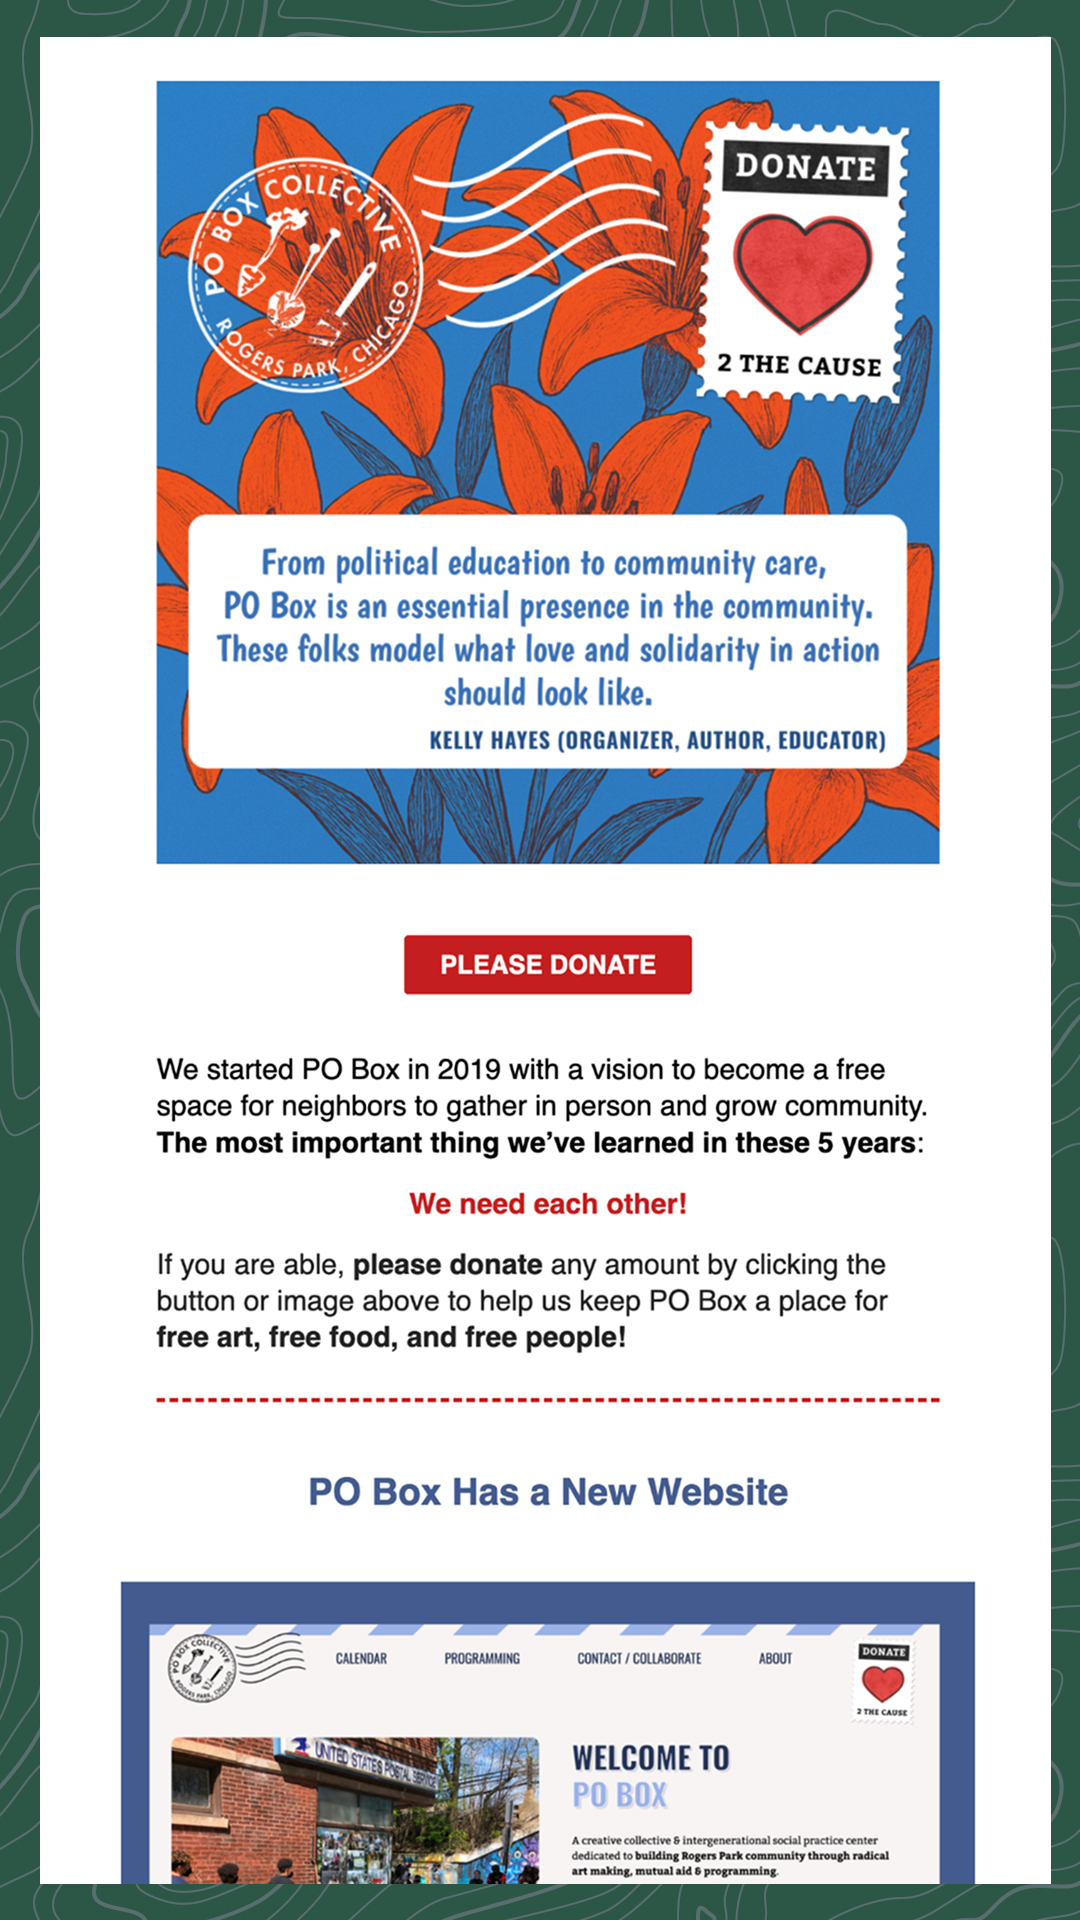 PO BOX COLLECTIVE
ROGERS PARK, CHICAGO
DONATE
2 THE CAUSE
From political education to community care,
PO Box is an essential presence in the community.
These folks model what love and solidarity in action
should look like.
KELLY HAYES (ORGANIZER, AUTHOR, EDUCATOR)
PLEASE DONATE
We started PO Box in 2019 with a vision to become a free
space for neighbors to gather in person and grow community.
The most important thing we’ve learned in these 5 years:
We need each other!
If you are able, please donate any amount by clicking the
button or image above to help us keep PO Box a place for
free art, free food, and free people!
PO Box Has a New Website
PO BOX COLLECTIVE
ROGERS PARK, CHICAGO
CALENDAR
PROGRAMMING
CONTACT / COLLABORATE
ABOUT
DONATE
2 THE CAUSE
UNITED STATES POSTAL SERVICE
WELCOME TO
PO BOX
A creative collective & intergenerational social practice center
dedicated to building Rogers Park community through radical
art making, mutual aid & programming.